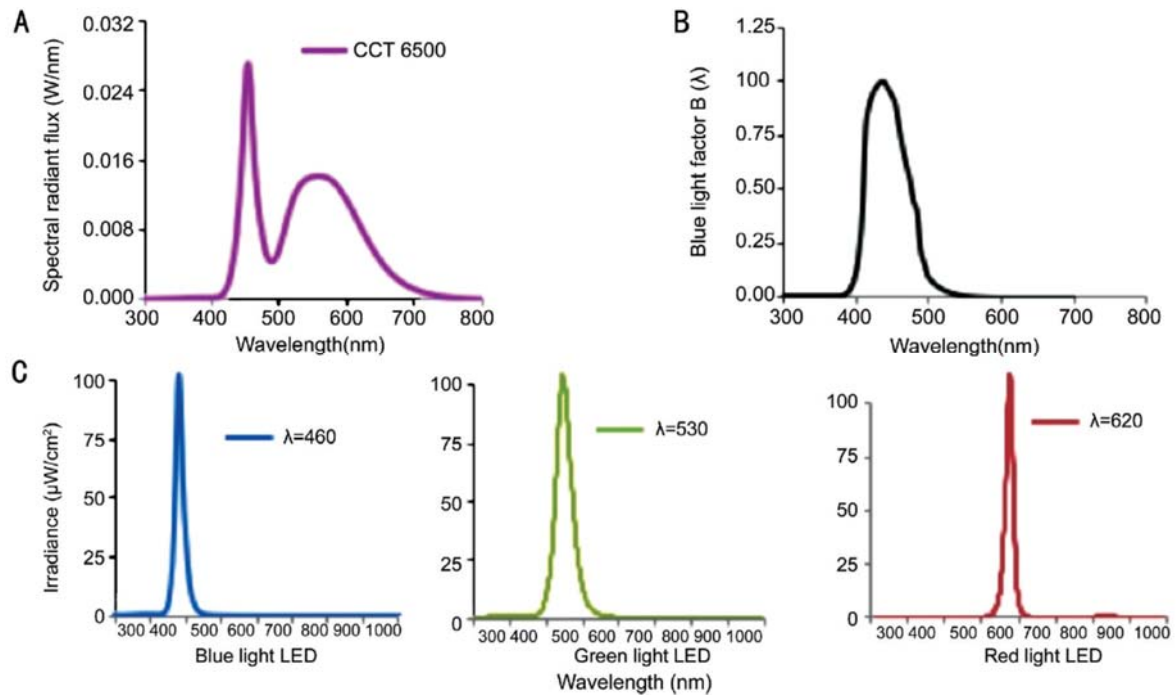 A
0.032
0.024
0.016
0.008
0.000
Spectral radiant flux (W/nm)
CCT 6500
300 400 500 600 700 800
Wavelength(nm)
B
1.25
100
0.75
0.50
0.25
0.00
Blue light factor B (λ)
300 400 500 600 700 800
Wavelength(nm)
C
100
75
50
25
0
Irradiance (μW/cm²)
λ=460
300 400 500 600 700 800 900 1000
Blue light LED
100
75
50
25
0
λ=530
300 400 500 600 700 800 900 1000
Green light LED
Wavelength (nm)
100
75
50
25
0
λ=620
300 400 500 600 700 800 900 1000
Red light LED